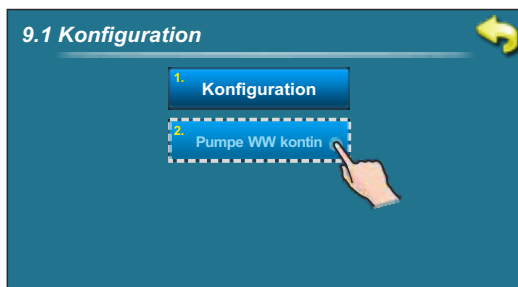 9.1 Konfiguration
1.
Konfiguration
2.
Pumpe WW kontin